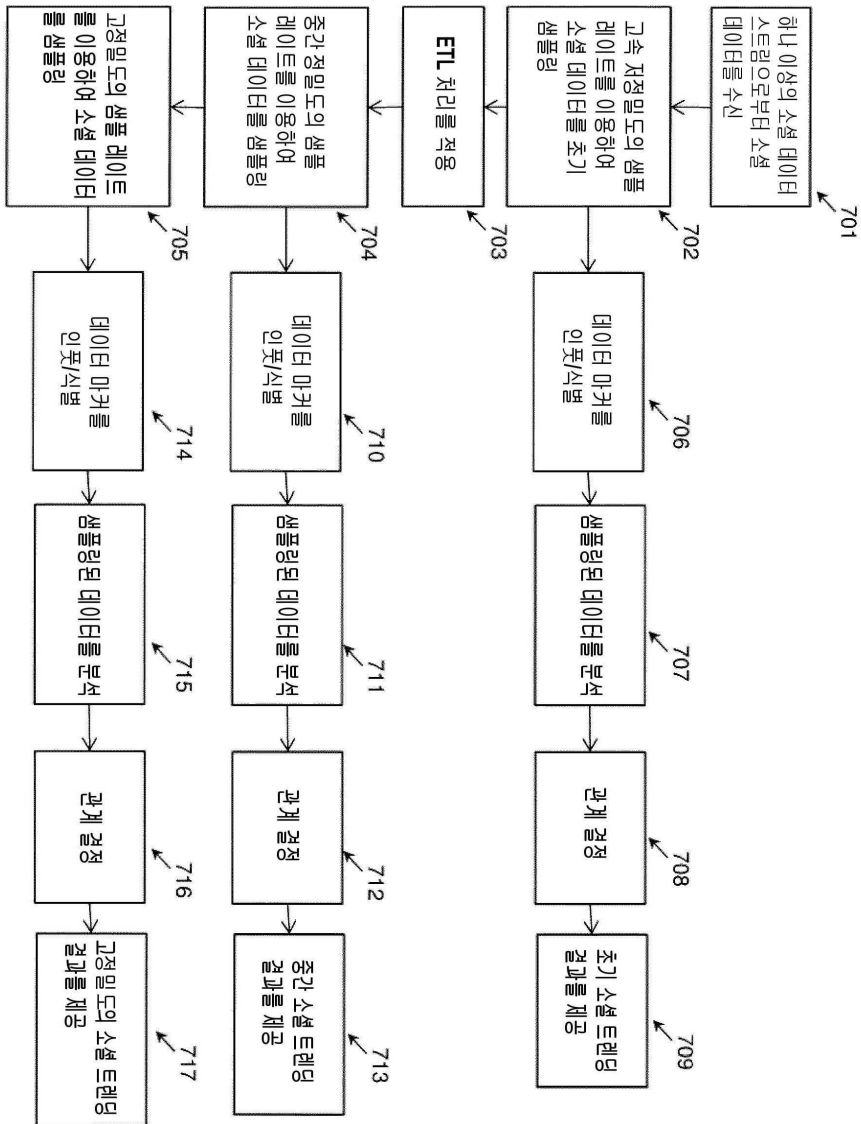 하나 이상의 소셜 데이터
스트림으로부터 소셜
데이터를 수신
701
고속 저정밀도의 샘플
레이트를 이용하여
소셜 데이터를 초기
샘플링
702
데이터 마커를
인풋/식별
706
샘플링된 데이터를 분석
707
관계 결정
708
초기 소셜 트렌딩
결과를 제공
709
ETL 처리를 적용
703
중간 정밀도의 샘플
레이트를 이용하여
소셜 데이터를 샘플링
704
데이터 마커를
인풋/식별
710
샘플링된 데이터를 분석
711
관계 결정
712
중간 소셜 트렌딩
결과를 제공
713
고정밀도의 샘플 레이트
를 이용하여 소셜 데이터
를 샘플링
705
데이터 마커를
인풋/식별
714
샘플링된 데이터를 분석
715
관계 결정
716
고정밀도의 소셜 트렌딩
결과를 제공
717